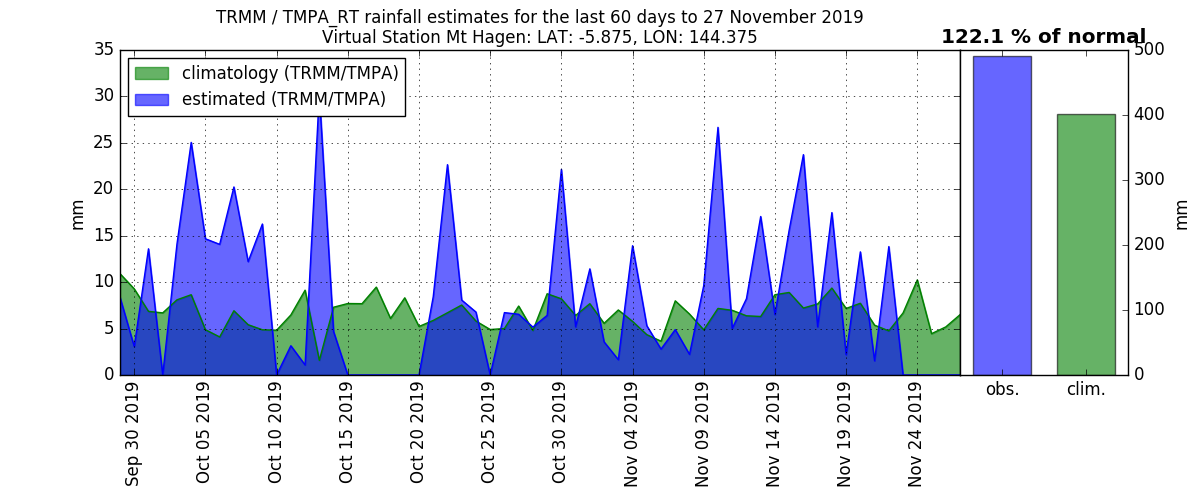 TRMM / TMPA_RT rainfall estimates for the last 60 days to 27 November 2019
Virtual Station Mt Hagen: LAT: -5.875, LON: 144.375
122.1 % of normal
climatology (TRMM/TMPA)
estimated (TRMM/TMPA)
35
30
25
20
15
10
5
0
mm
Sep 30 2019
Oct 05 2019
Oct 10 2019
Oct 15 2019
Oct 20 2019
Oct 25 2019
Oct 30 2019
Nov 04 2019
Nov 09 2019
Nov 14 2019
Nov 19 2019
Nov 24 2019
500
400
300
200
100
0
mm
obs.
clim.